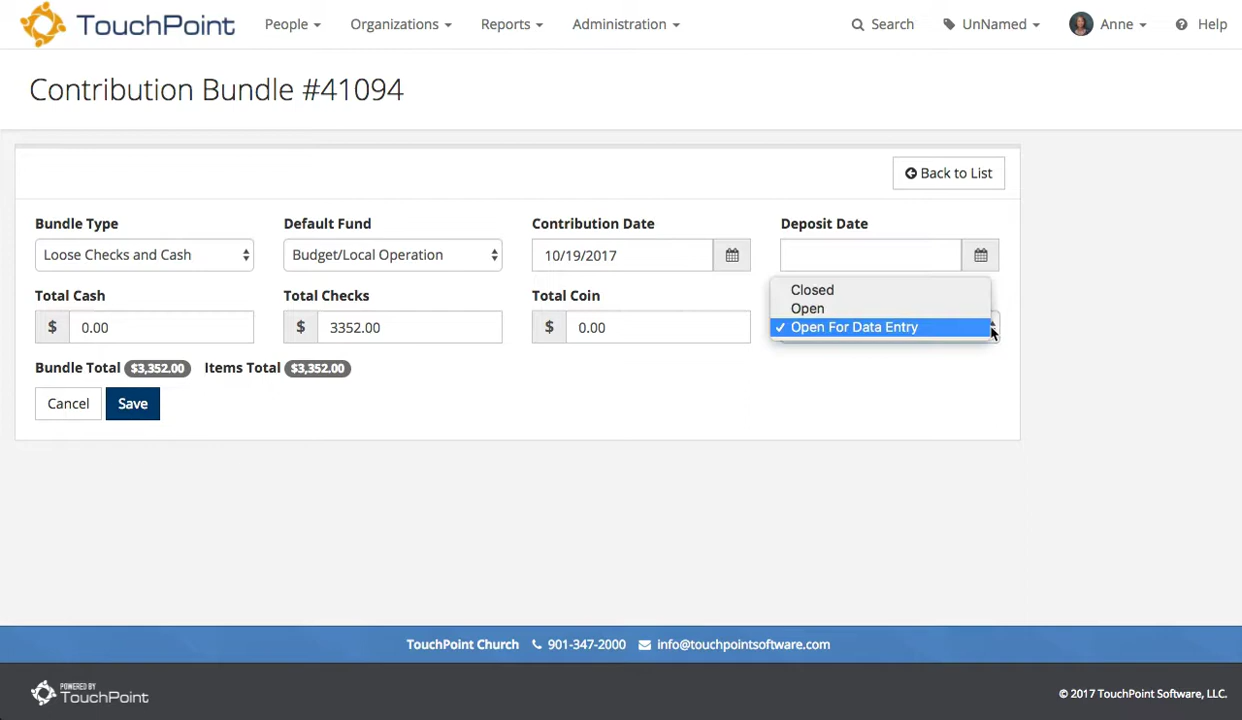 TouchPoint People Organizations Reports Administration Search UnNamed Anne Help
Contribution Bundle #41094
Back to List
Bundle Type Default Fund Contribution Date Deposit Date
Loose Checks and Cash Budget/Local Operation 10/19/2017
Total Cash Total Checks Total Coin
Closed
Open
✓ Open For Data Entry
$ 0.00 $ 3352.00 $ 0.00
Bundle Total $3,352.00 Items Total $3,352.00
Cancel Save
TouchPoint Church 901-347-2000 info@touchpointsoftware.com
POWERED BY
TouchPoint
© 2017 TouchPoint Software, LLC.